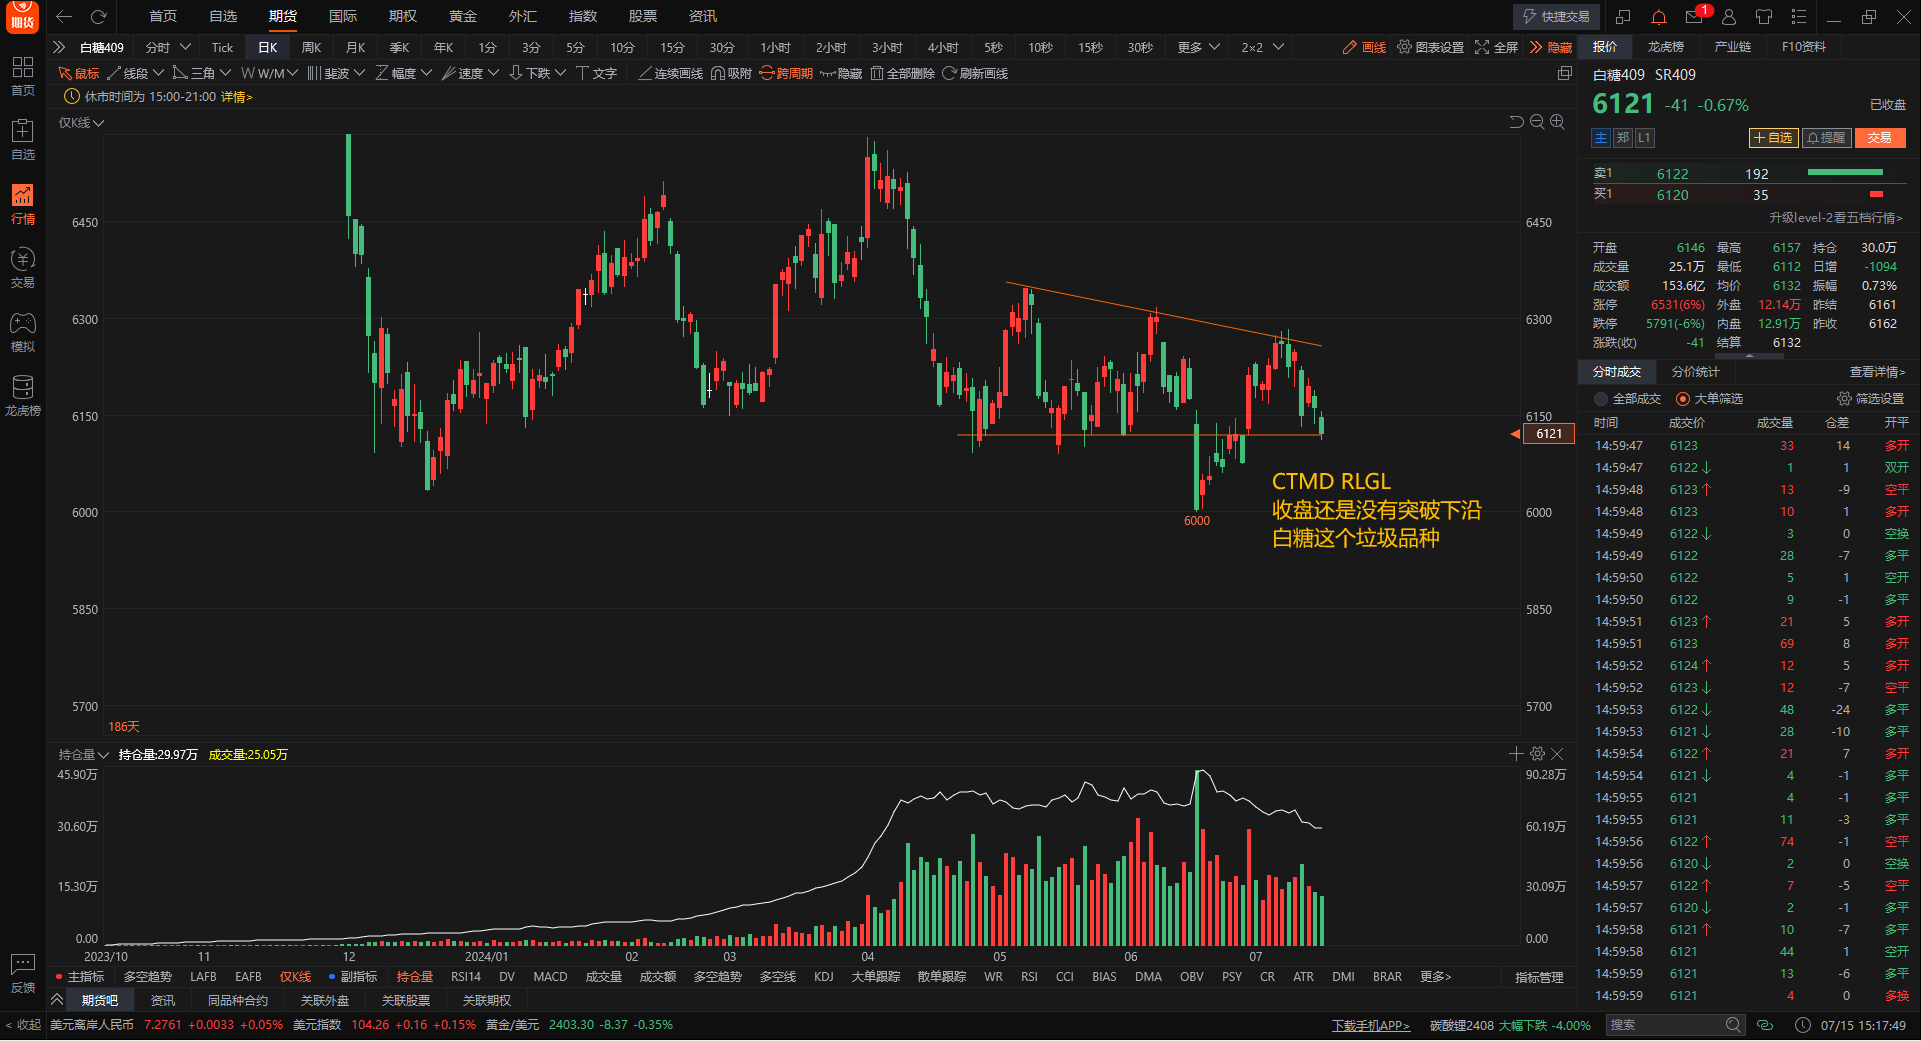 期货
首页 自选 期货 国际 期权 黄金 外汇 指数 股票 资讯
快捷交易
1
白糖409 分时 Tick 日K 周K 月K 季K 年K 1分 3分 5分 10分 15分 30分 1小时 2小时 3小时 4小时 5秒 10秒 15秒 30秒 更多 2×2
画线 图表设置 全屏 隐藏
鼠标 线段 三角 W/M 斐波 幅度 速度 下跌 文字 连续画线 吸附 跨周期 隐藏 全部删除 刷新画线
休市时间为 15:00-21:00 详情>
仅K线
首页
自选
行情
交易
模拟
龙虎榜
反馈
6450
6300
6150
6000
5850
5700
6450
6300
6150
6121
6000
5850
5700
6000
CTMD RLGL
收盘还是没有突破下沿
白糖这个垃圾品种
186天
持仓量 持仓量:29.97万 成交量:25.05万
45.90万
30.60万
15.30万
0.00
90.28万
60.19万
30.09万
0.00
2023/10 11 12 2024/01 02 03 04 05 06 07
主指标 多空趋势 LAFB EAFB 仅K线 副指标 持仓量 RSI14 DV MACD 成交量 成交额 多空趋势 多空线 KDJ 大单跟踪 散单跟踪 WR RSI CCI BIAS DMA OBV PSY CR ATR DMI BRAR 更多> 指标管理
期货吧 资讯 同品种合约 关联外盘 关联股票 关联期权
< 收起 美元离岸人民币 7.2761 +0.0033 +0.05% 美元指数 104.26 +0.16 +0.15% 黄金/美元 2403.30 -8.37 -0.35%
下载手机APP> 碳酸锂2408 大幅下跌 -4.00% 搜索 07/15 15:17:49
报价 龙虎榜 产业链 F10资料
白糖409 SR409
6121 -41 -0.67% 已收盘
主 郑 L1 +自选 提醒 交易
卖1 6122 192
买1 6120 35
升级level-2看五档行情>
开盘 6146 最高 6157 持仓 30.0万
成交量 25.1万 最低 6112 日增 -1094
成交额 153.6亿 均价 6132 振幅 0.73%
涨停 6531(6%) 外盘 12.14万 昨结 6161
跌停 5791(-6%) 内盘 12.91万 昨收 6162
涨跌(收) -41 结算 6132
分时成交 分价统计 查看详情>
全部成交 大单筛选 筛选设置
时间 成交价 成交量 仓差 开平
14:59:47 6123 33 14 多开
14:59:47 6122↓ 1 1 双开
14:59:48 6123↑ 13 -9 空平
14:59:48 6123 10 1 多开
14:59:49 6122↓ 3 0 空换
14:59:49 6122 28 -7 多平
14:59:50 6122 5 1 空开
14:59:50 6122 9 -1 多平
14:59:51 6123↑ 21 5 多开
14:59:51 6123 69 8 多开
14:59:52 6124↑ 12 5 多开
14:59:52 6123↓ 12 -7 空平
14:59:53 6122↓ 48 -24 多平
14:59:53 6121↓ 28 -10 多平
14:59:54 6122↑ 21 7 多开
14:59:54 6121↓ 4 -1 多平
14:59:55 6121 4 -1 多平
14:59:55 6121 11 -3 多平
14:59:56 6122↑ 74 -1 空平
14:59:56 6120↓ 2 0 空换
14:59:57 6122↑ 7 -5 空平
14:59:57 6120↓ 2 -1 多平
14:59:58 6121↑ 10 -7 多平
14:59:58 6121 44 1 空开
14:59:59 6121 13 -6 多平
14:59:59 6121 4 0 多换